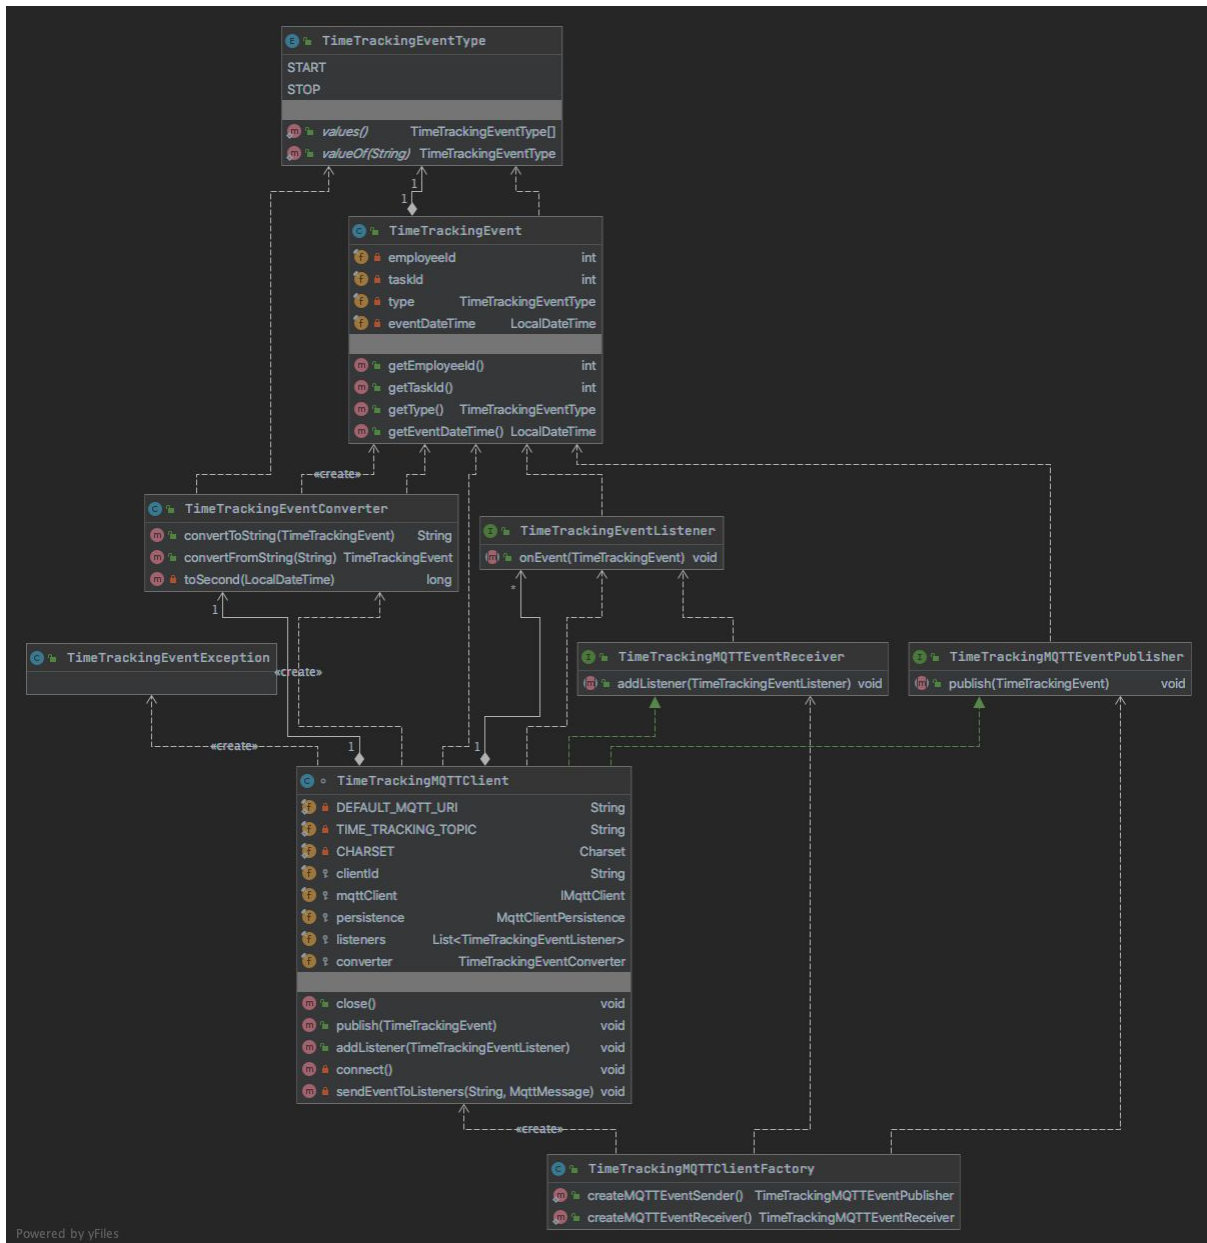 TimeTrackingEventType
START
STOP
values() TimeTrackingEventType[]
valueOf(String) TimeTrackingEventType
1
1
TimeTrackingEvent
employeeId int
taskId int
type TimeTrackingEventType
eventDateTime LocalDateTime
getEmployeeId() int
getTaskId() int
getType() TimeTrackingEventType
getEventDateTime() LocalDateTime
«create»
TimeTrackingEventConverter
convertToString(TimeTrackingEvent) String
convertFromString(String) TimeTrackingEvent
toSecond(LocalDateTime) long
TimeTrackingEventListener
onEvent(TimeTrackingEvent) void
1
*
TimeTrackingEventException
«create»
TimeTrackingMQTTEventReceiver
addListener(TimeTrackingEventListener) void
TimeTrackingMQTTEventPublisher
publish(TimeTrackingEvent) void
«create»
1
1
TimeTrackingMQTTClient
DEFAULT_MQTT_URI String
TIME_TRACKING_TOPIC String
CHARSET Charset
clientId String
mqttClient IMqttClient
persistence MqttClientPersistence
listeners List<TimeTrackingEventListener>
converter TimeTrackingEventConverter
close() void
publish(TimeTrackingEvent) void
addListener(TimeTrackingEventListener) void
connect() void
sendEventToListeners(String, MqttMessage) void
«create»
TimeTrackingMQTTClientFactory
createMQTTEventSender() TimeTrackingMQTTEventPublisher
createMQTTEventReceiver() TimeTrackingMQTTEventReceiver
Powered by yFiles